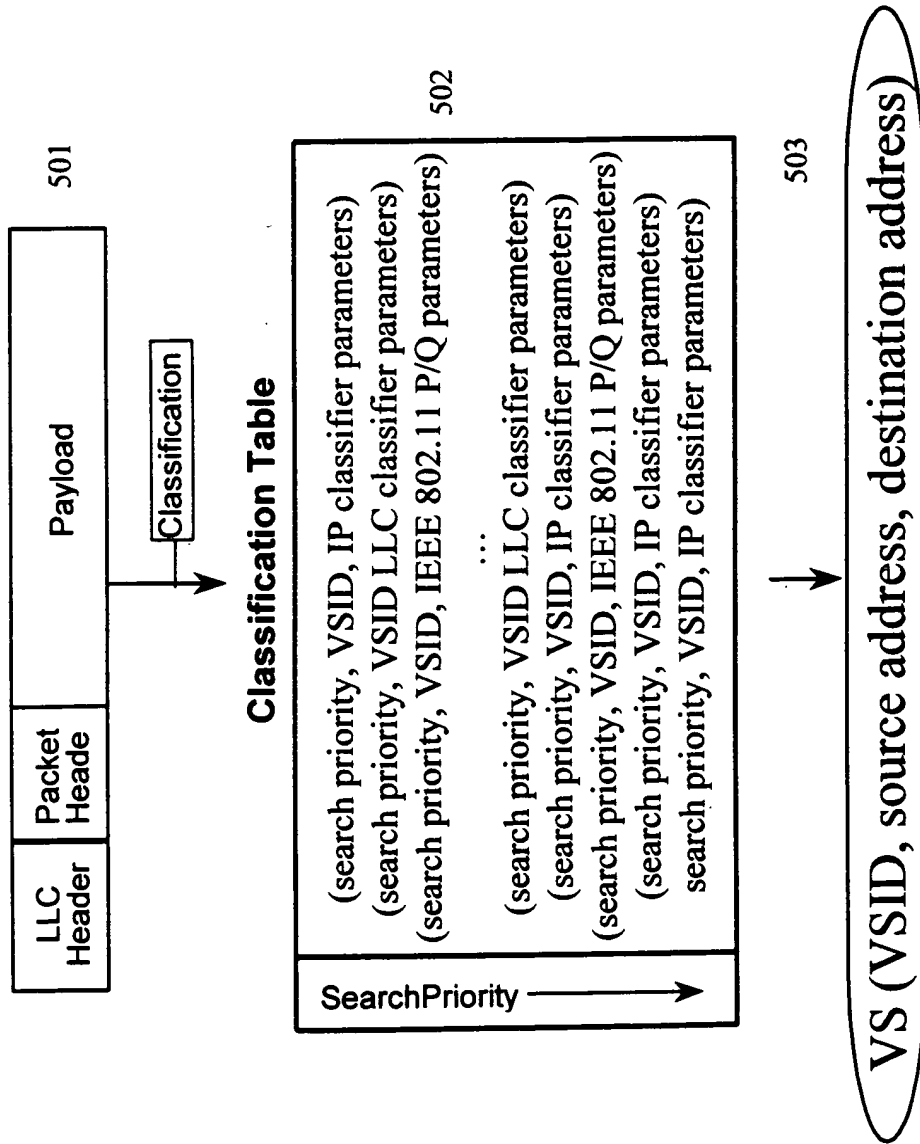 LLC
Header
Packet
Heade
Payload
501
Classification
Classification Table
502
SearchPriority
(search priority, VSID, IP classifier parameters)
(search priority, VSID LLC classifier parameters)
(search priority, VSID, IEEE 802.11 P/Q parameters)
...
(search priority, VSID LLC classifier parameters)
(search priority, VSID, IP classifier parameters)
(search priority, VSID, IEEE 802.11 P/Q parameters)
(search priority, VSID, IP classifier parameters)
search priority, VSID, IP classifier parameters)
503
VS (VSID, source address, destination address)